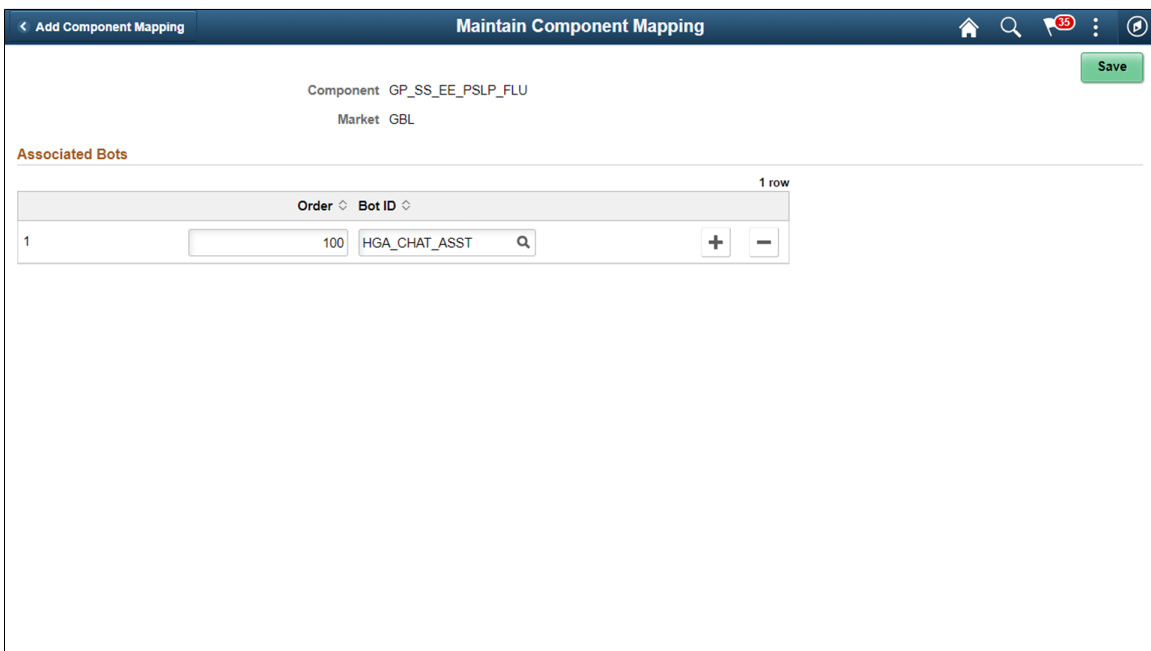 Add Component Mapping
Maintain Component Mapping
35
Save
Component GP_SS_EE_PSLP_FLU
Market GBL
Associated Bots
1 row
Order Bot ID
1 100 HGA_CHAT_ASST